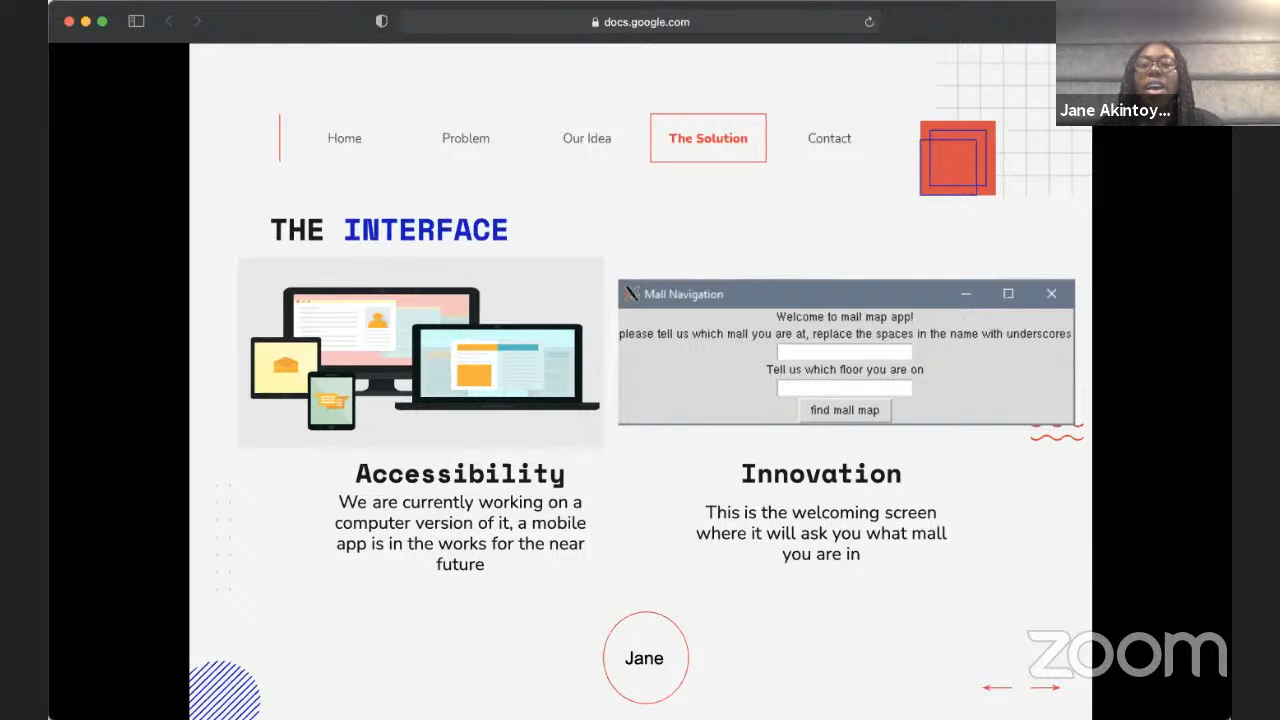 docs.google.com
Jane Akintoy...
Home
Problem
Our Idea
The Solution
Contact
THE INTERFACE
Mall Navigation
Welcome to mall map app!
please tell us which mall you are at, replace the spaces in the name with underscores
Tell us which floor you are on
find mall map
Accessibility
We are currently working on a
computer version of it, a mobile
app is in the works for the near
future
Innovation
This is the welcoming screen
where it will ask you what mall
you are in
Jane
zoom